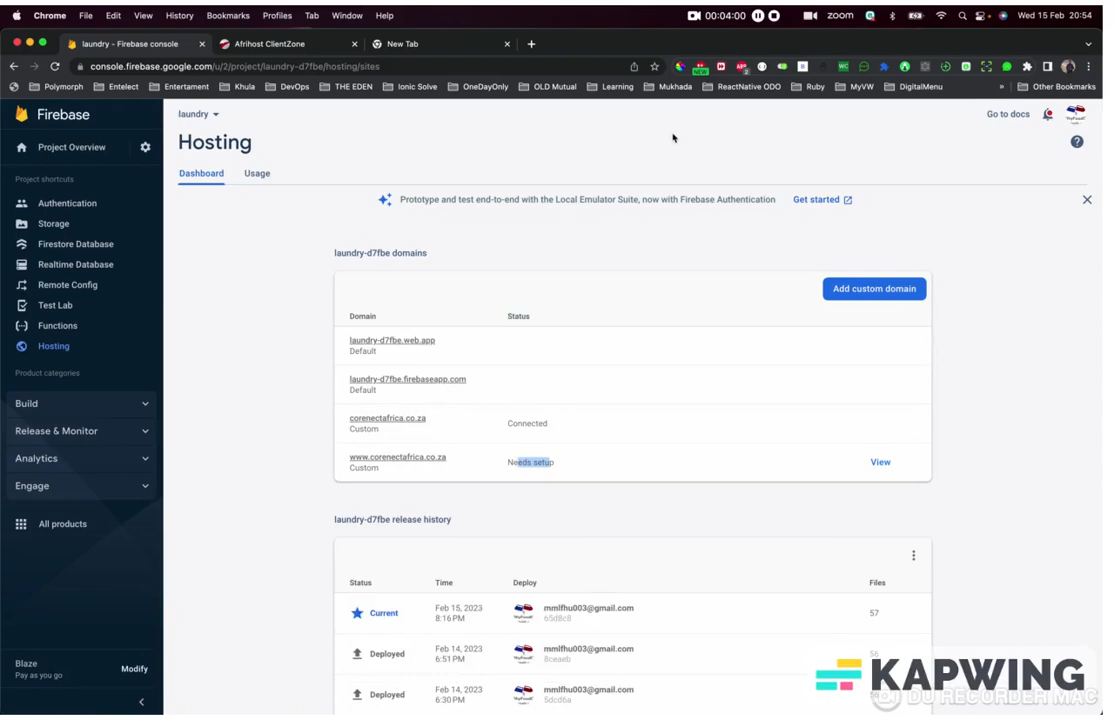 Chrome File Edit View History Bookmarks Profiles Tab Window Help 00:04:00 zoom Wed 15 Feb 20:54
laundry - Firebase console Afrihost ClientZone New Tab
console.firebase.google.com/u/2/project/laundry-d7fbe/hosting/sites
Polymorph Entelect Entertament Khula DevOps THE EDEN Ionic Solve OneDayOnly OLD Mutual Learning Mukhada ReactNative ODO Ruby MyVW DigitalMenu » Other Bookmarks
Firebase
Project Overview
Project shortcuts
Authentication
Storage
Firestore Database
Realtime Database
Remote Config
Test Lab
Functions
Hosting
Product categories
Build
Release & Monitor
Analytics
Engage
All products
Blaze
Pay as you go
Modify
laundry
Go to docs
Hosting
Dashboard Usage
Prototype and test end-to-end with the Local Emulator Suite, now with Firebase Authentication Get started
laundry-d7fbe domains
Add custom domain
Domain Status
laundry-d7fbe.web.app
Default
laundry-d7fbe.firebaseapp.com
Default
corenectafrica.co.za
Custom
Connected
www.corenectafrica.co.za
Custom
Needs setup
View
laundry-d7fbe release history
Status Time Deploy Files
Current Feb 15, 2023 8:16 PM mmlfhu003@gmail.com b5d8c8 57
Deployed Feb 14, 2023 6:51 PM mmlfhu003@gmail.com 8ceaeb 56
Deployed Feb 14, 2023 6:30 PM mmlfhu003@gmail.com 5dcd6a
KAPWING
DU RECORDER MAC